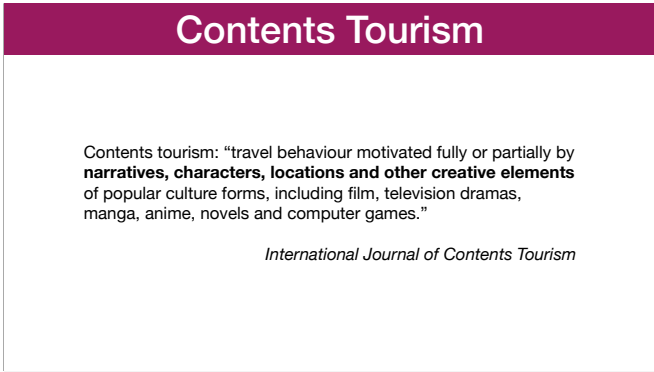 Contents Tourism
Contents tourism: “travel behaviour motivated fully or partially by
narratives, characters, locations and other creative elements
of popular culture forms, including film, television dramas,
manga, anime, novels and computer games.”
International Journal of Contents Tourism